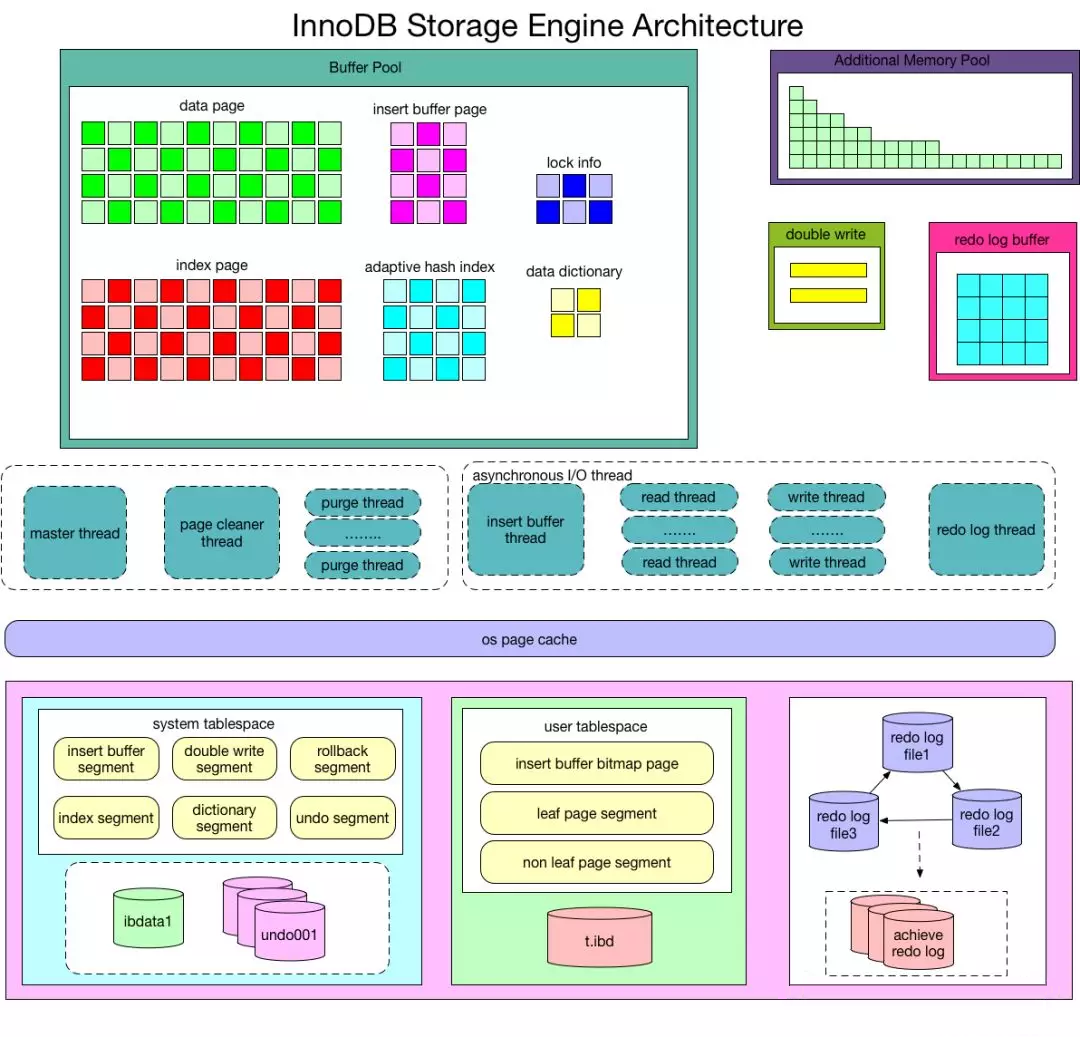 InnoDB Storage Engine Architecture
Buffer Pool
data page
insert buffer page
lock info
index page
adaptive hash index
data dictionary
Additional Memory Pool
double write
redo log buffer
master thread
page cleaner
thread
purge thread
........
purge thread
asynchronous I/O thread
insert buffer
thread
read thread
.......
read thread
write thread
.......
write thread
redo log thread
os page cache
system tablespace
insert buffer
segment
double write
segment
rollback
segment
index segment
dictionary
segment
undo segment
ibdata1
undo001
user tablespace
insert buffer bitmap page
leaf page segment
non leaf page segment
t.ibd
redo log
file1
redo log
file3
redo log
file2
achieve
redo log